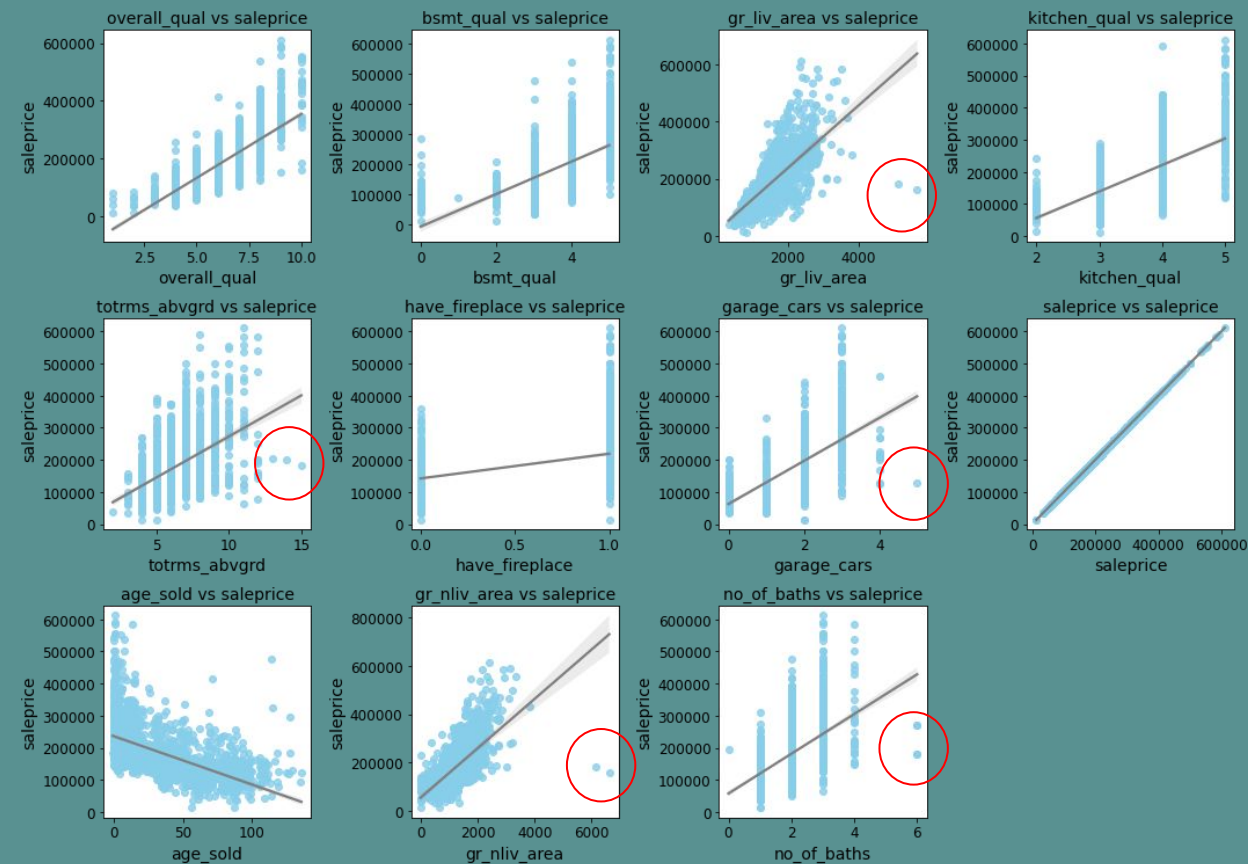 overall_qual vs saleprice
600000
400000
200000
0
saleprice
2.5 5.0 7.5 10.0
overall_qual
bsmt_qual vs saleprice
600000
500000
400000
300000
200000
100000
0
saleprice
0 2 4
bsmt_qual
gr_liv_area vs saleprice
600000
400000
200000
0
saleprice
2000 4000
gr_liv_area
kitchen_qual vs saleprice
600000
500000
400000
300000
200000
100000
0
saleprice
2 3 4 5
kitchen_qual
totrms_abvgrd vs saleprice
600000
500000
400000
300000
200000
100000
0
saleprice
5 10 15
totrms_abvgrd
have_fireplace vs saleprice
600000
500000
400000
300000
200000
100000
0
saleprice
0.0 0.5 1.0
have_fireplace
garage_cars vs saleprice
600000
500000
400000
300000
200000
100000
0
saleprice
0 2 4
garage_cars
saleprice vs saleprice
600000
500000
400000
300000
200000
100000
0
saleprice
0 200000 400000 600000
saleprice
age_sold vs saleprice
600000
500000
400000
300000
200000
100000
0
saleprice
0 50 100
age_sold
gr_nliv_area vs saleprice
800000
600000
400000
200000
0
saleprice
0 2000 4000 6000
gr_nliv_area
no_of_baths vs saleprice
600000
500000
400000
300000
200000
100000
0
saleprice
0 2 4 6
no_of_baths